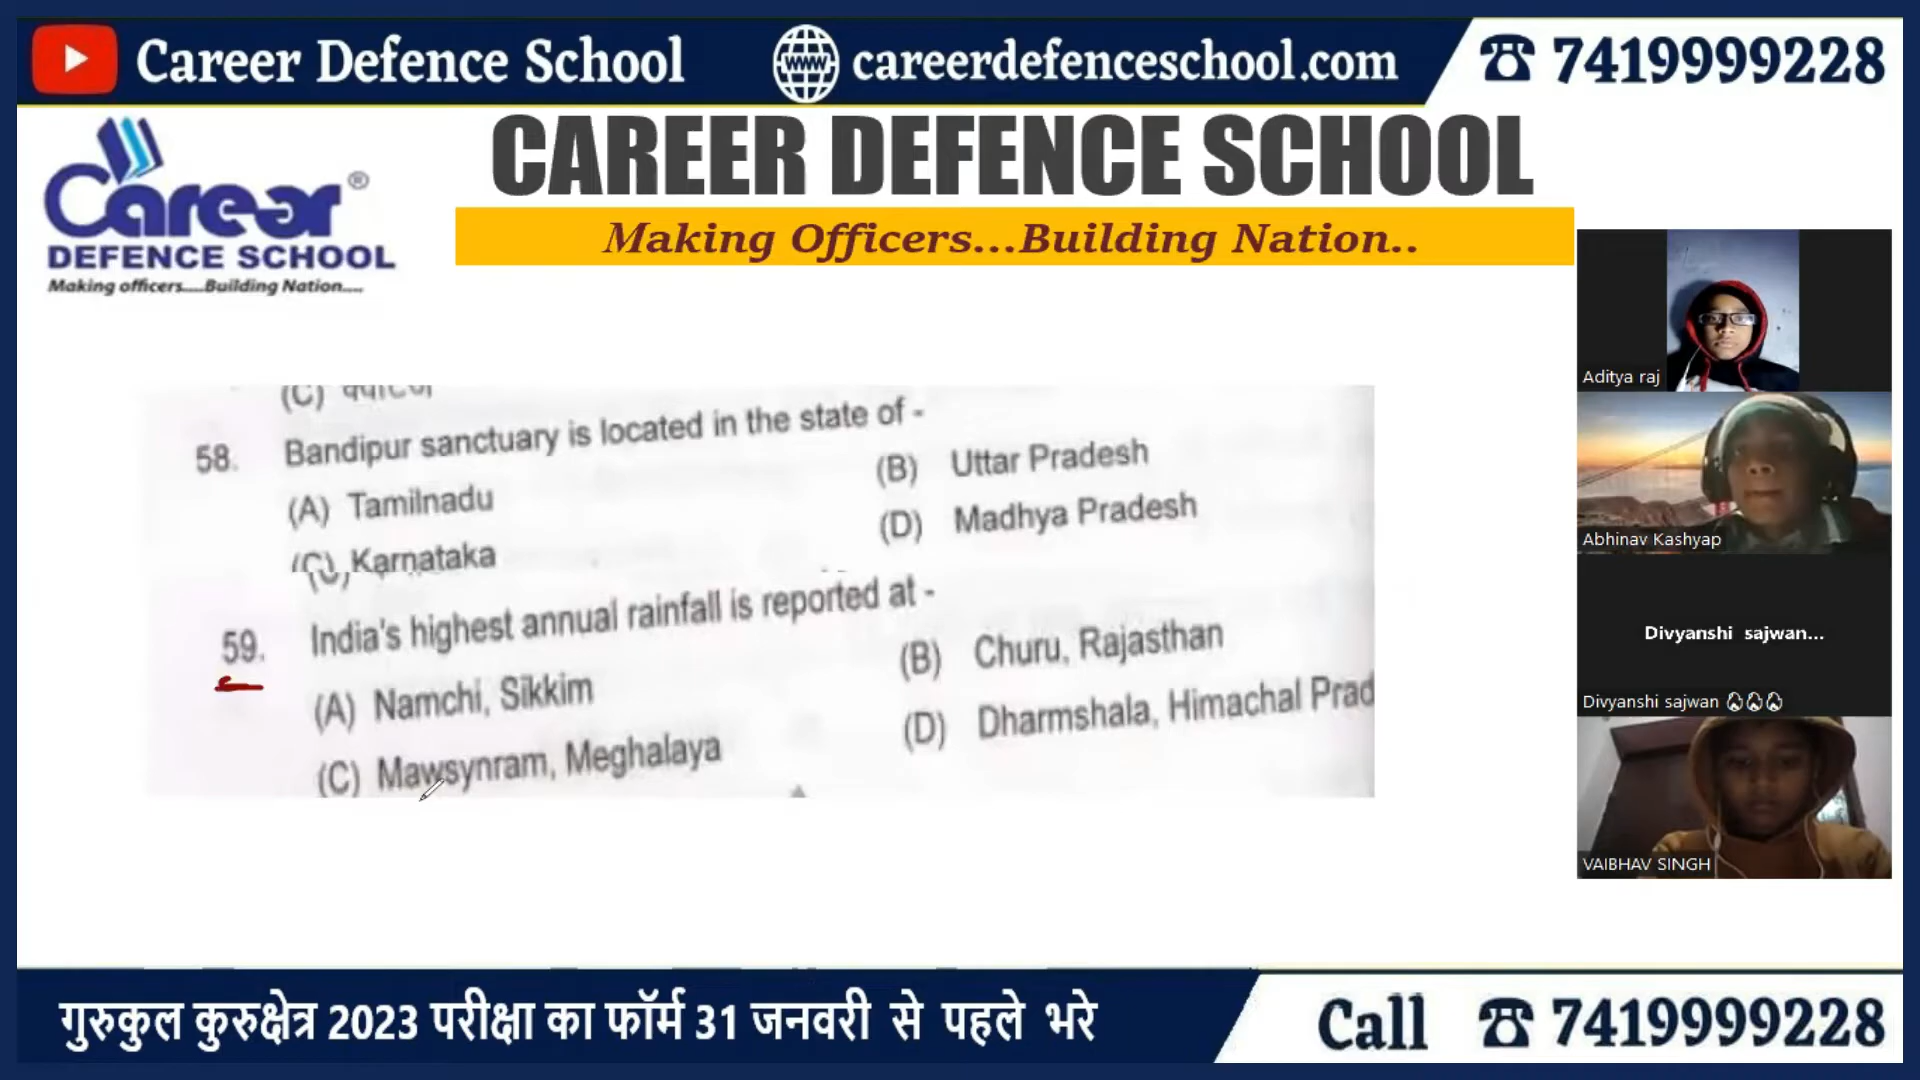 Career Defence School
www
careerdefenceschool.com
7419999228
CAREER DEFENCE SCHOOL
Making Officers...Building Nation..
Career®
DEFENCE SCHOOL
Making officers....Building Nation....
(C)
58. Bandipur sanctuary is located in the state of -
(A) Tamilnadu (B) Uttar Pradesh
(C) Karnataka (D) Madhya Pradesh
59. India's highest annual rainfall is reported at -
(A) Namchi, Sikkim (B) Churu, Rajasthan
(C) Mawsynram, Meghalaya (D) Dharmshala, Himachal Prad
Aditya raj
Abhinav Kashyap
Divyanshi sajwan...
Divyanshi sajwan
VAIBHAV SINGH
गुरुकुल कुरुक्षेत्र 2023 परीक्षा का फॉर्म 31 जनवरी से पहले भरे
Call 7419999228